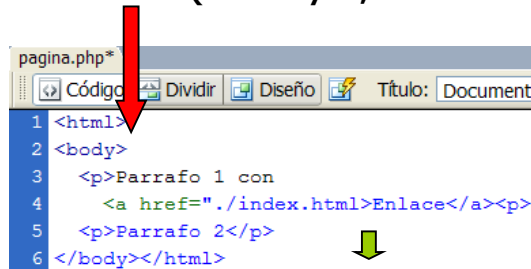 pagina.php*
Código Dividir Diseño Título: Document
1 <html>
2 <body>
3 <p>Parrafo 1 con
4 <a href="./index.html>Enlace</a><p>
5 <p>Parrafo 2</p>
6 </body></html>